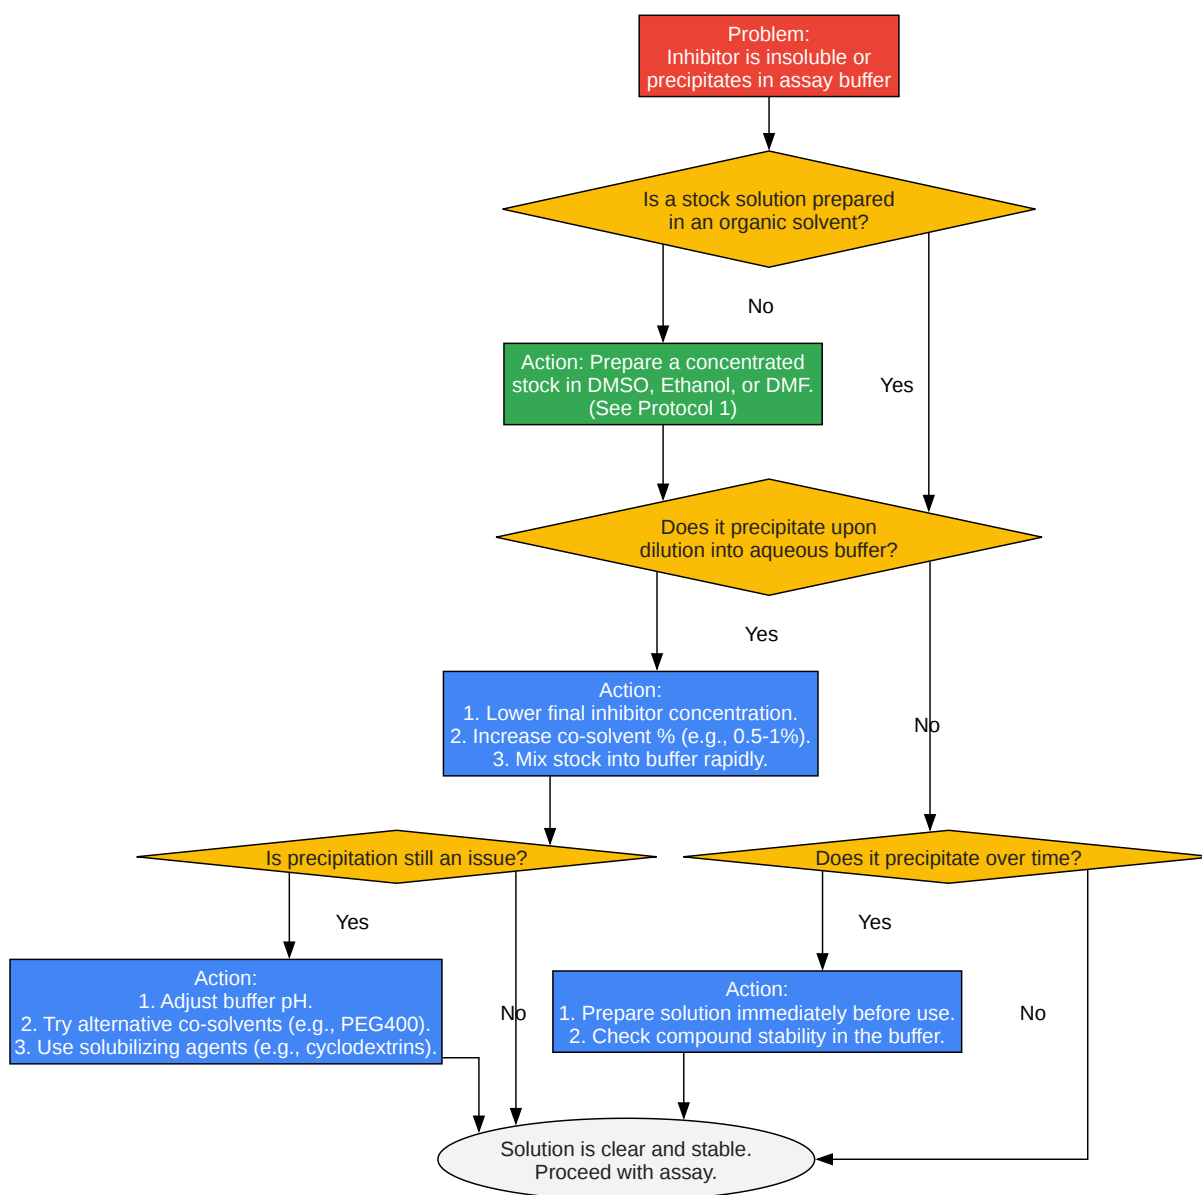 Problem:
Inhibitor is insoluble or
precipitates in assay buffer
Is a stock solution prepared
in an organic solvent?
No
Action: Prepare a concentrated
stock in DMSO, Ethanol, or DMF.
(See Protocol 1)
Yes
Does it precipitate upon
dilution into aqueous buffer?
Yes
Action:
1. Lower final inhibitor concentration.
2. Increase co-solvent % (e.g., 0.5-1%).
3. Mix stock into buffer rapidly.
No
Is precipitation still an issue?
Does it precipitate over time?
Yes
Yes
Action:
1. Adjust buffer pH.
2. Try alternative co-solvents (e.g., PEG400).
3. Use solubilizing agents (e.g., cyclodextrins).
No
Action:
1. Prepare solution immediately before use.
2. Check compound stability in the buffer.
No
Solution is clear and stable.
Proceed with assay.